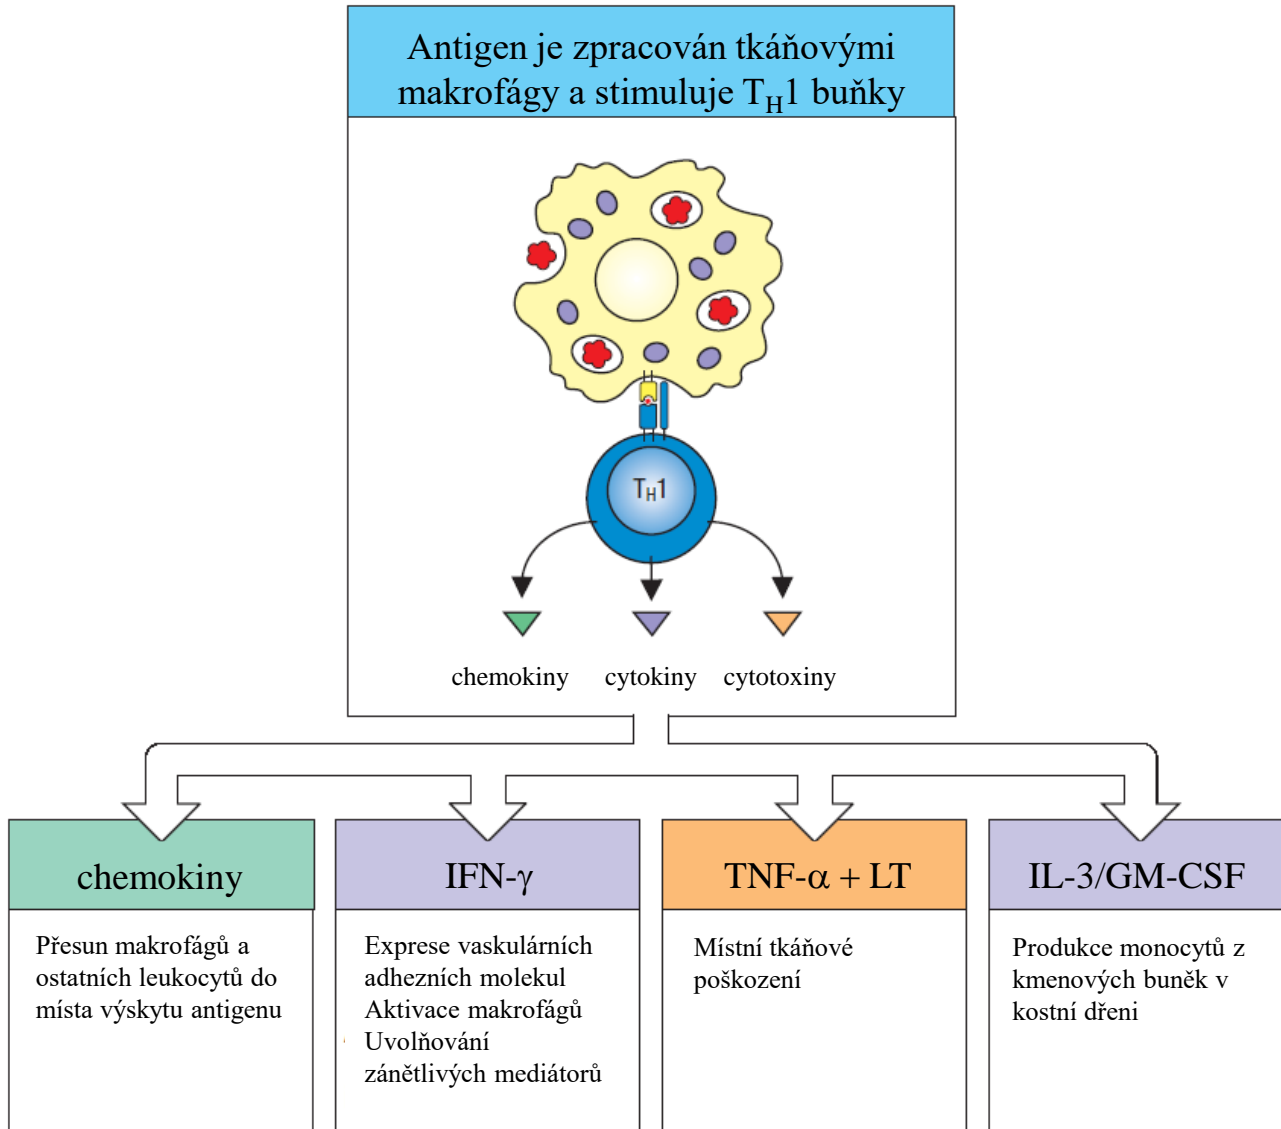 Antigen je zpracován tkáňovými
makrofágy a stimuluje T_H1 buňky
T_H1
chemokiny cytokiny cytotoxiny
chemokiny
Přesun makrofágů a
ostatních leukocytů do
místa výskytu antigenu
IFN-γ
Exprese vaskulárních
adhezních molekul
Aktivace makrofágů
Uvolňování
zánětlivých mediátorů
TNF-α + LT
Místní tkáňové
poškození
IL-3/GM-CSF
Produkce monocytů z
kmenových buněk v
kostní dřeni